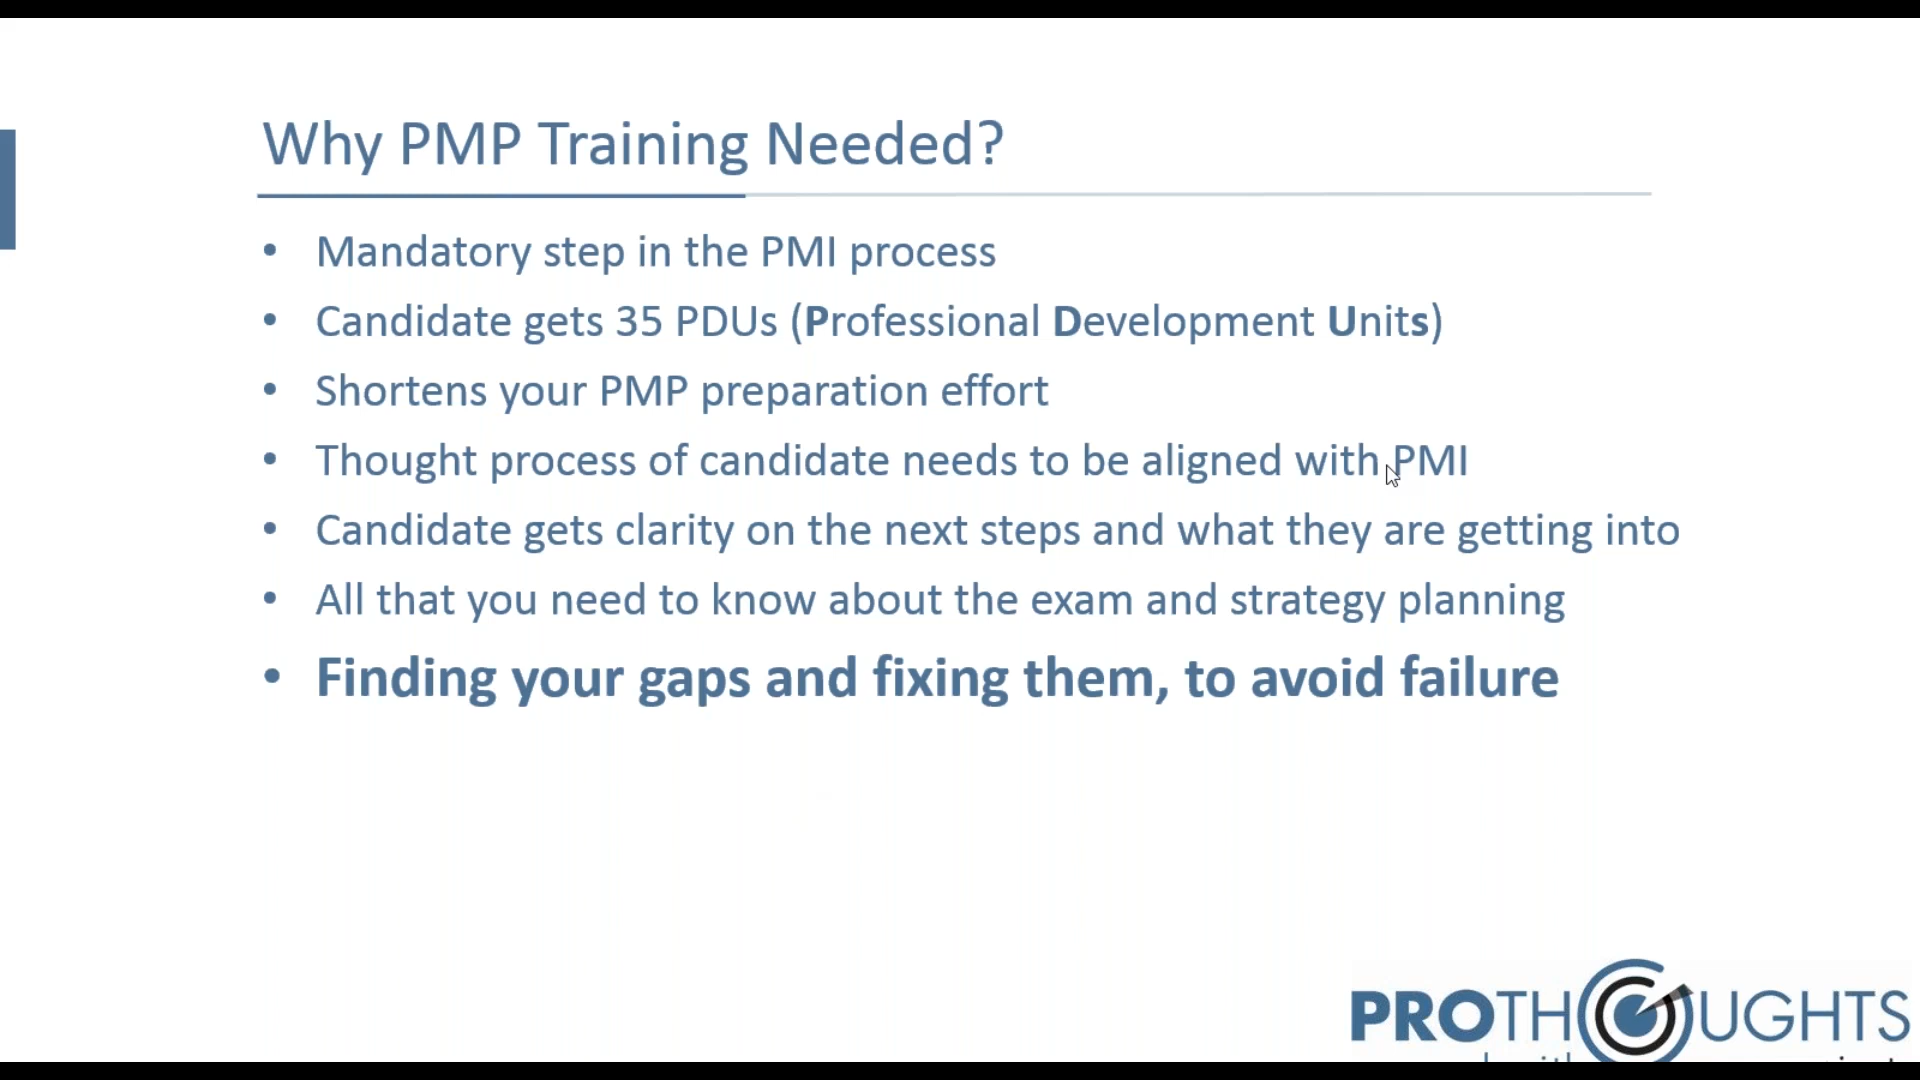 Why PMP Training Needed?
• Mandatory step in the PMI process
• Candidate gets 35 PDUs (Professional Development Units)
• Shortens your PMP preparation effort
• Thought process of candidate needs to be aligned with PMI
• Candidate gets clarity on the next steps and what they are getting into
• All that you need to know about the exam and strategy planning
• Finding your gaps and fixing them, to avoid failure
PROTHOUGHTS